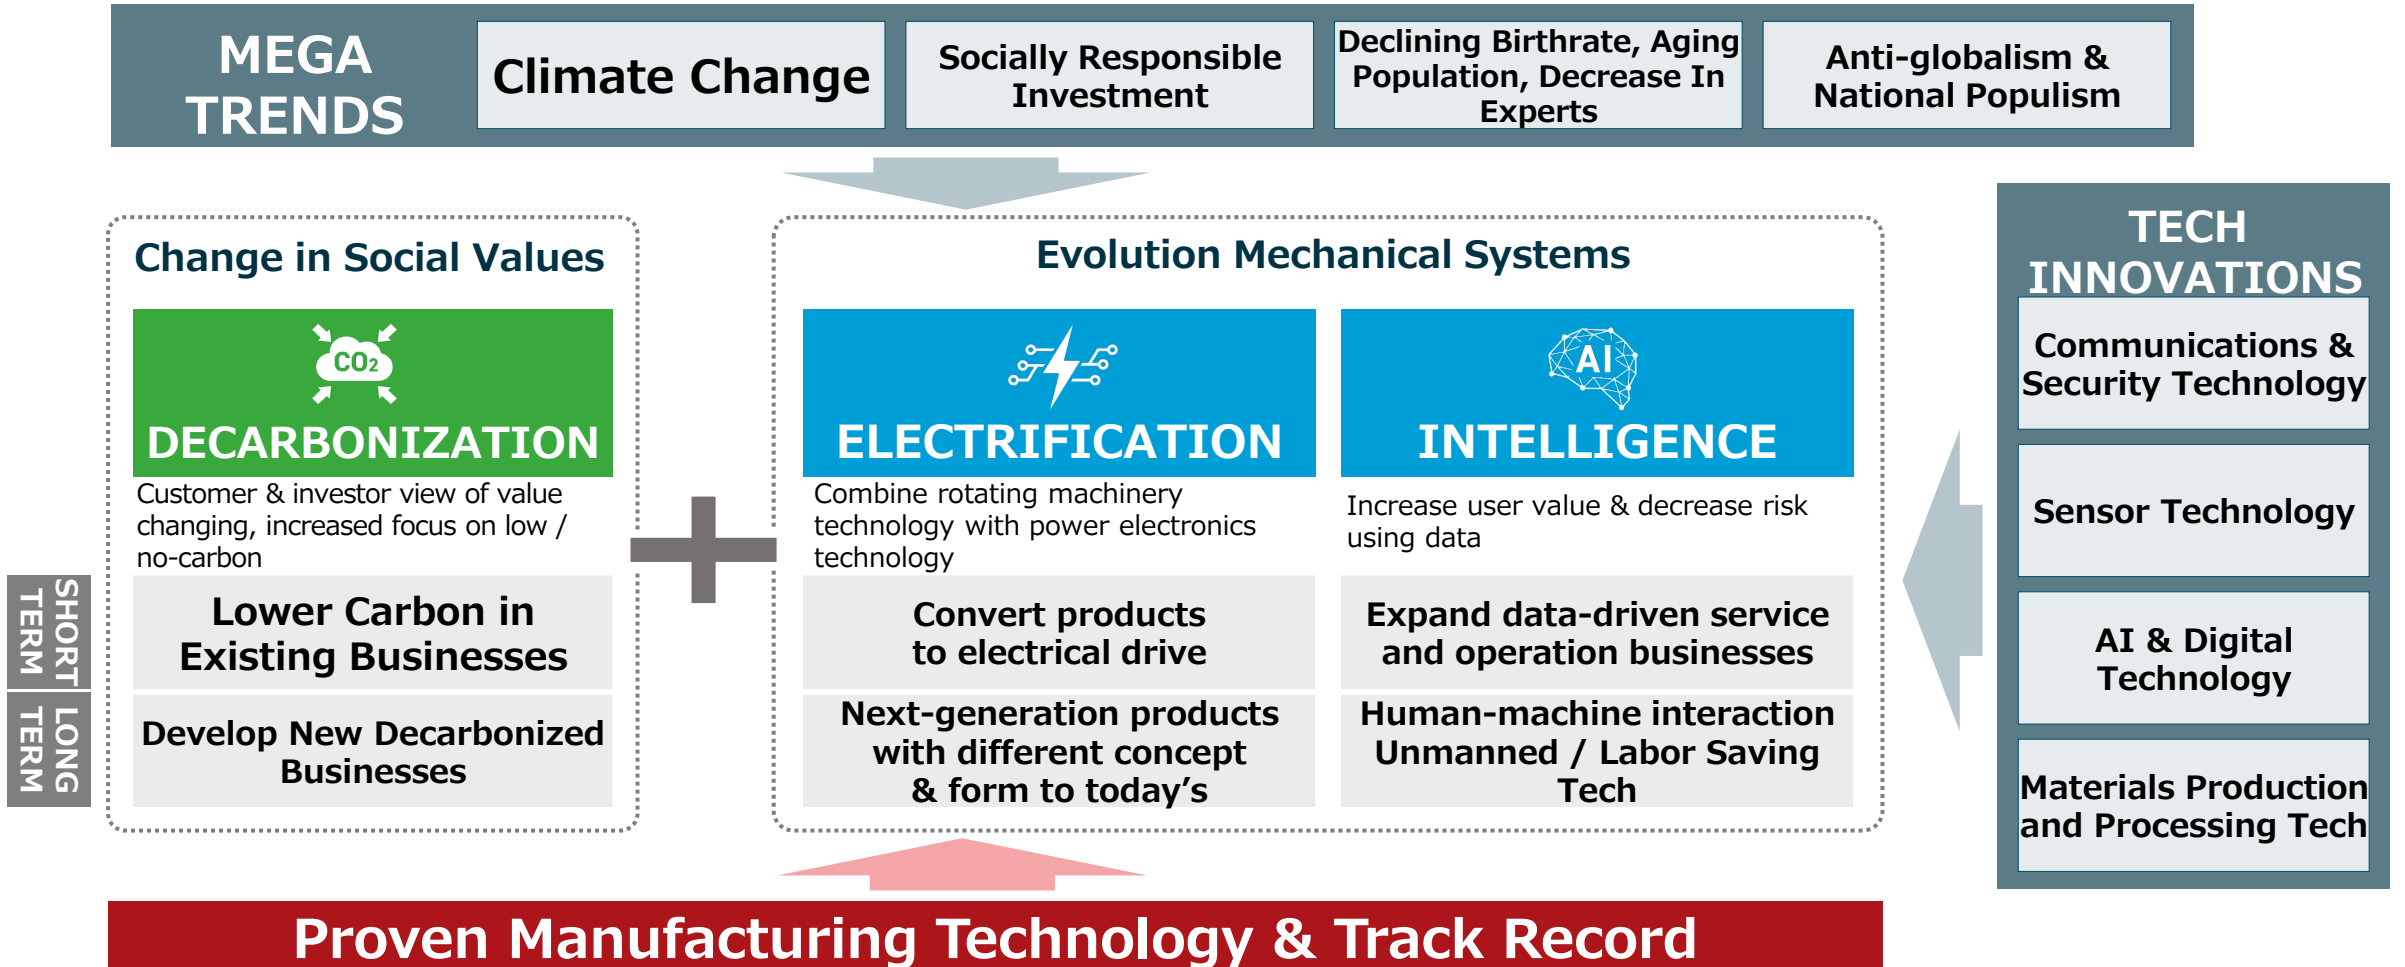 MEGA
TRENDS
Climate Change
Socially Responsible
Investment
Declining Birthrate, Aging
Population, Decrease In
Experts
Anti-globalism &
National Populism
Change in Social Values
CO2
DECARBONIZATION
Customer & investor view of value
changing, increased focus on low /
no-carbon
Evolution Mechanical Systems
ELECTRIFICATION
Combine rotating machinery
technology with power electronics
technology
AI
INTELLIGENCE
Increase user value & decrease risk
using data
SHORT
TERM
Lower Carbon in
Existing Businesses
Convert products
to electrical drive
Expand data-driven service
and operation businesses
LONG
TERM
Develop New Decarbonized
Businesses
Next-generation products
with different concept
& form to today’s
Human-machine interaction
Unmanned / Labor Saving
Tech
TECH
INNOVATIONS
Communications &
Security Technology
Sensor Technology
AI & Digital
Technology
Materials Production
and Processing Tech
Proven Manufacturing Technology & Track Record